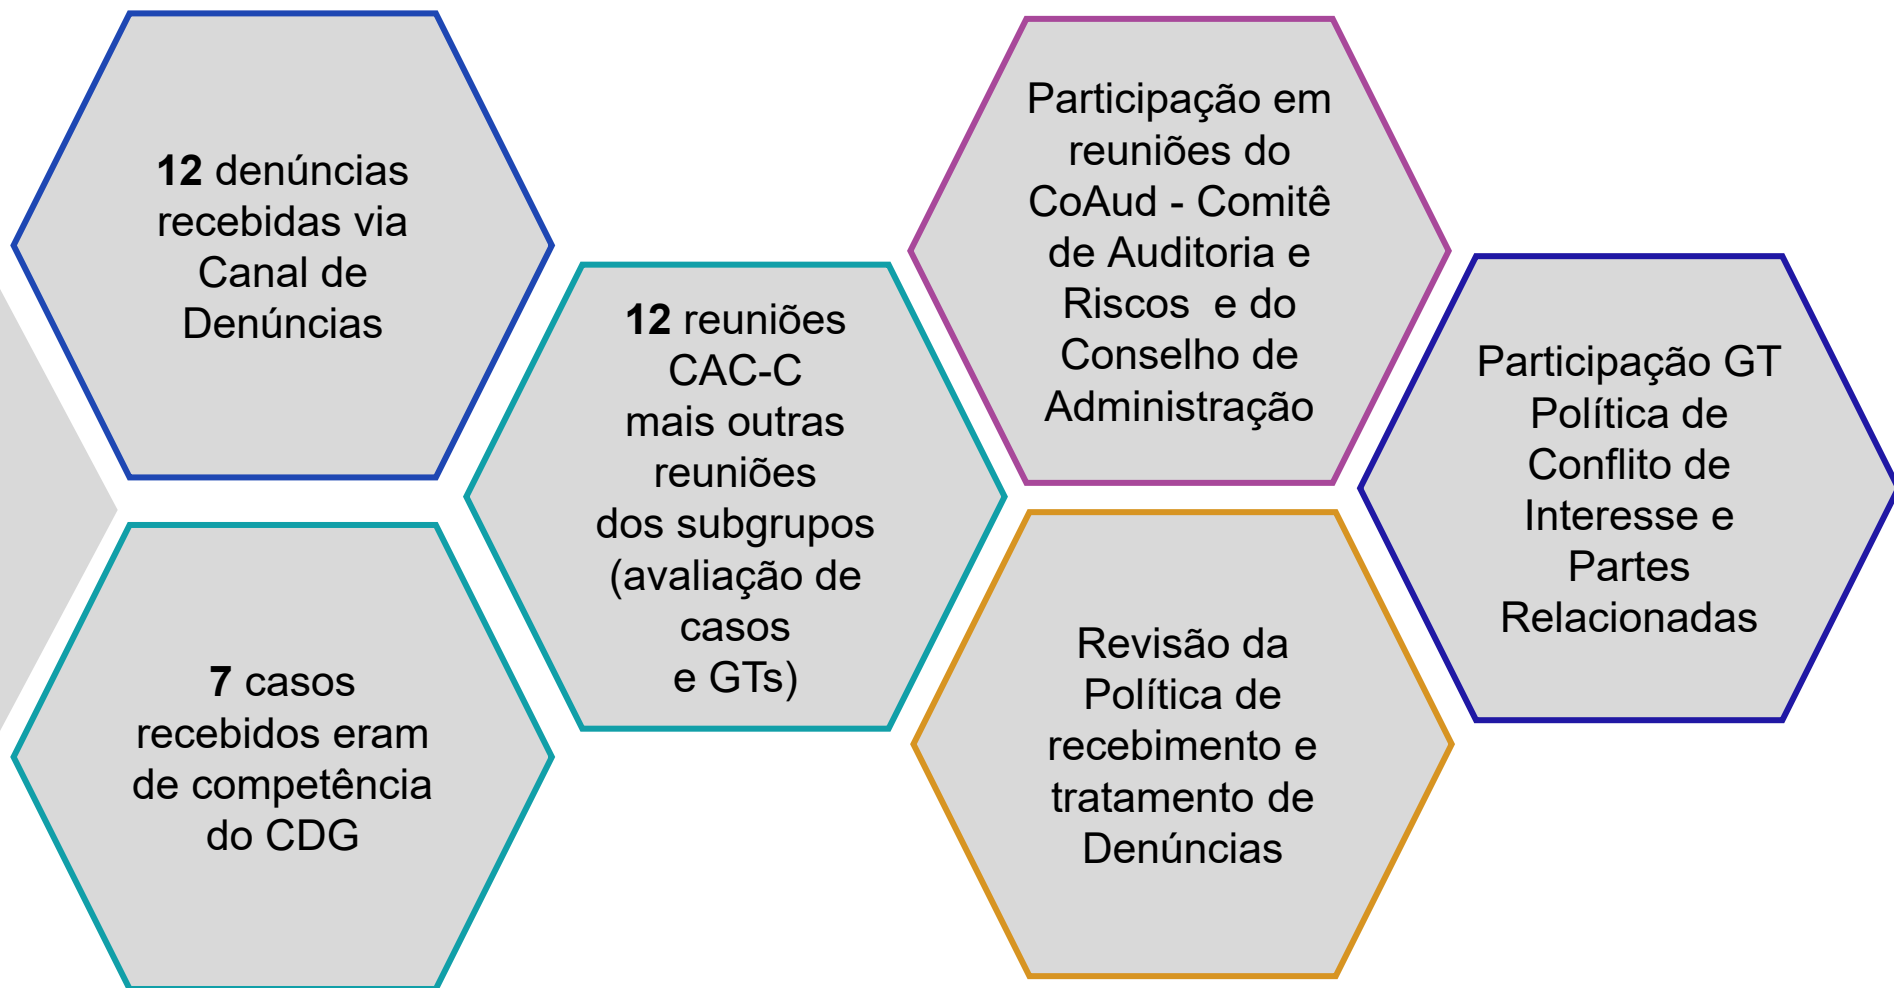 12 denúncias
recebidas via
Canal de
Denúncias
7 casos
recebidos eram
de competência
do CDG
12 reuniões
CAC-C
mais outras
reuniões
dos subgrupos
(avaliação de
casos
e GTs)
Participação em
reuniões do
CoAud - Comitê
de Auditoria e
Riscos e do
Conselho de
Administração
Revisão da
Política de
recebimento e
tratamento de
Denúncias
Participação GT
Política de
Conflito de
Interesse e
Partes
Relacionadas